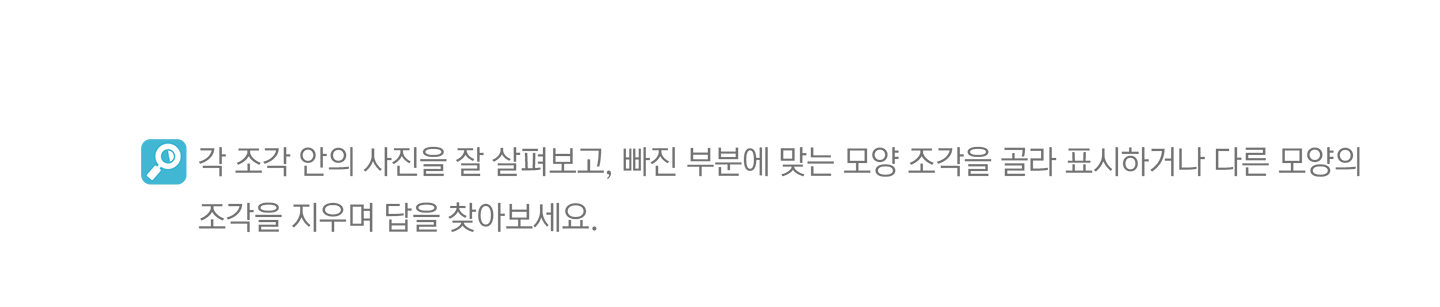 각 조각 안의 사진을 잘 살펴보고, 빠진 부분에 맞는 모양 조각을 골라 표시하거나 다른 모양의
조각을 지우며 답을 찾아보세요.